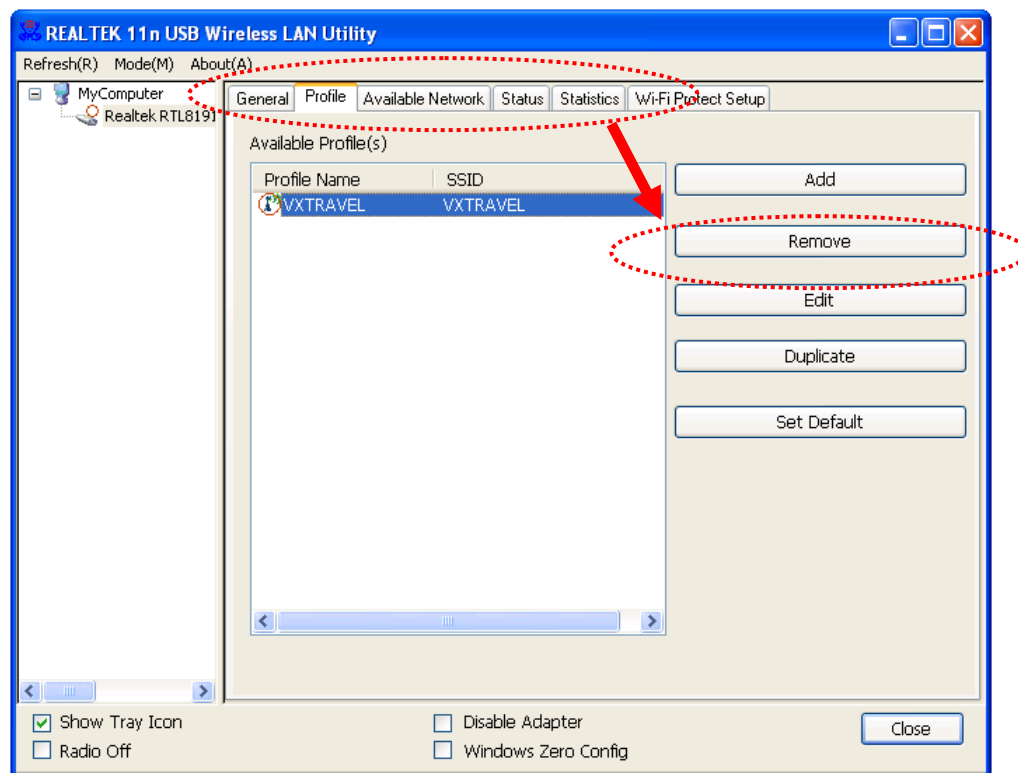 REALTEK 11n USB Wireless LAN Utility
Refresh(R) Mode(M) About(A)
MyComputer
Realtek RTL8191
General Profile Available Network Status Statistics Wi-Fi Protect Setup
Available Profile(s)
Profile Name SSID
VXTRAVEL VXTRAVEL
Add
Remove
Edit
Duplicate
Set Default
Show Tray Icon
Radio Off
Disable Adapter
Windows Zero Config
Close